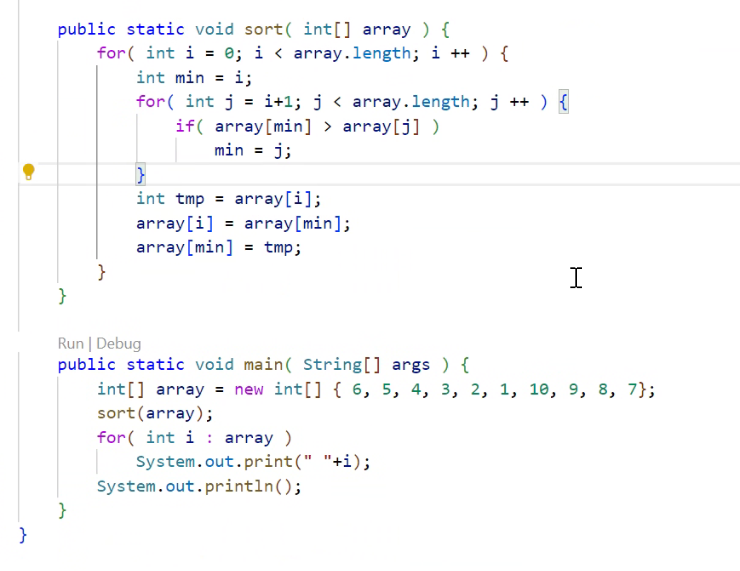 public static void sort( int[] array ) {
for( int i = 0; i < array.length; i ++ ) {
int min = i;
for( int j = i+1; j < array.length; j ++ ) {
if( array[min] > array[j] )
min = j;
}
int tmp = array[i];
array[i] = array[min];
array[min] = tmp;
}
}
Run | Debug
public static void main( String[] args ) {
int[] array = new int[] { 6, 5, 4, 3, 2, 1, 10, 9, 8, 7};
sort(array);
for( int i : array )
System.out.print(" "+i);
System.out.println();
}
}